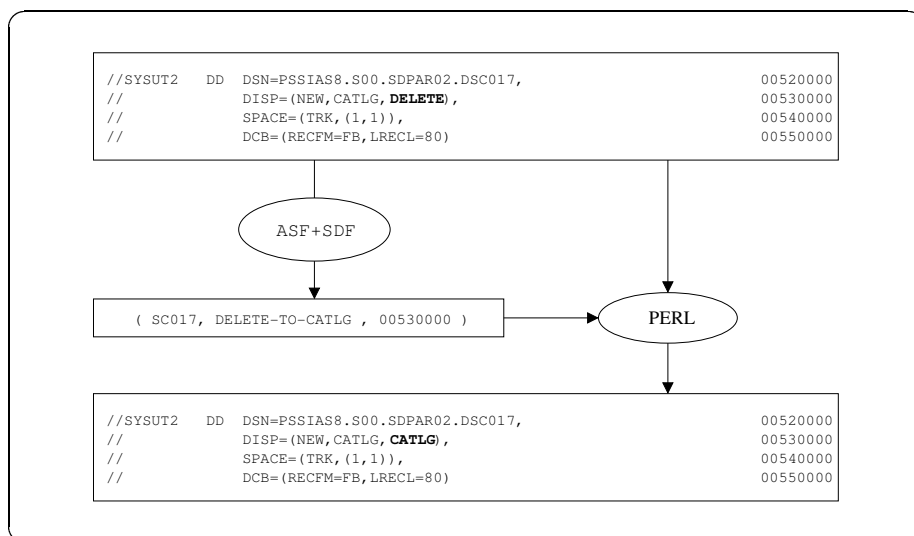 //SYSUT2   DD  DSN=PSSIAS8.S00.SDPAR02.DSC017,                              00520000
//             DISP=(NEW,CATLG,DELETE),                                     00530000
//             SPACE=(TRK,(1,1)),                                           00540000
//             DCB=(RECFM=FB,LRECL=80)                                      00550000
ASF+SDF
( SC017, DELETE-TO-CATLG , 00530000 )
PERL
//SYSUT2   DD  DSN=PSSIAS8.S00.SDPAR02.DSC017,                              00520000
//             DISP=(NEW,CATLG,CATLG),                                      00530000
//             SPACE=(TRK,(1,1)),                                           00540000
//             DCB=(RECFM=FB,LRECL=80)                                      00550000